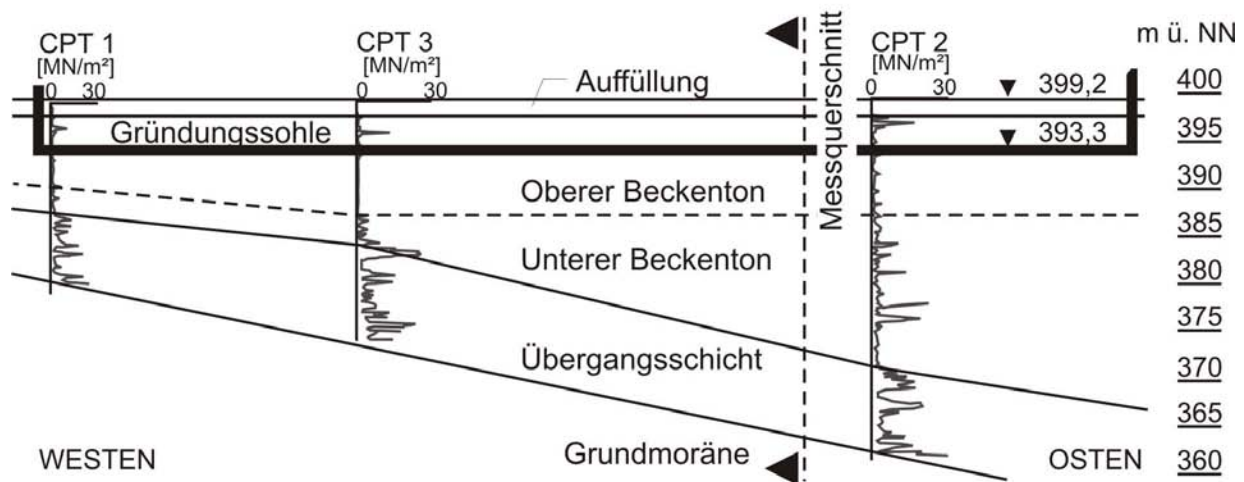 CPT 1
[MN/m²]
0 30
CPT 3
[MN/m²]
0 30
Auffüllung
Messquerschnitt
CPT 2
[MN/m²]
0 30
399,2
m ü. NN
400
Gründungssohle
393,3
395
Oberer Beckenton
390
385
Unterer Beckenton
380
375
Übergangsschicht
370
365
WESTEN
Grundmoräne
OSTEN
360